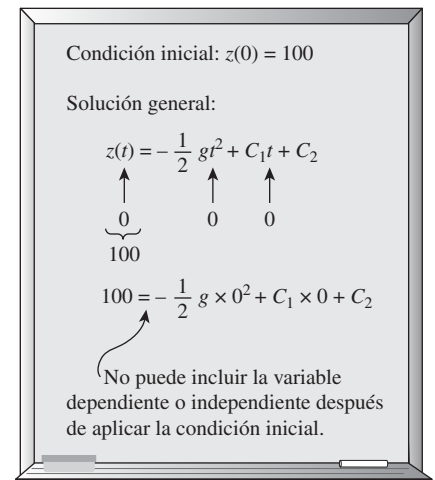 Condición inicial: z(0) = 100
Solución general:
z(t) = – 1/2 gt² + C₁t + C₂
0 0 0
100
100 = – 1/2 g × 0² + C₁ × 0 + C₂
No puede incluir la variable
dependiente o independiente después
de aplicar la condición inicial.